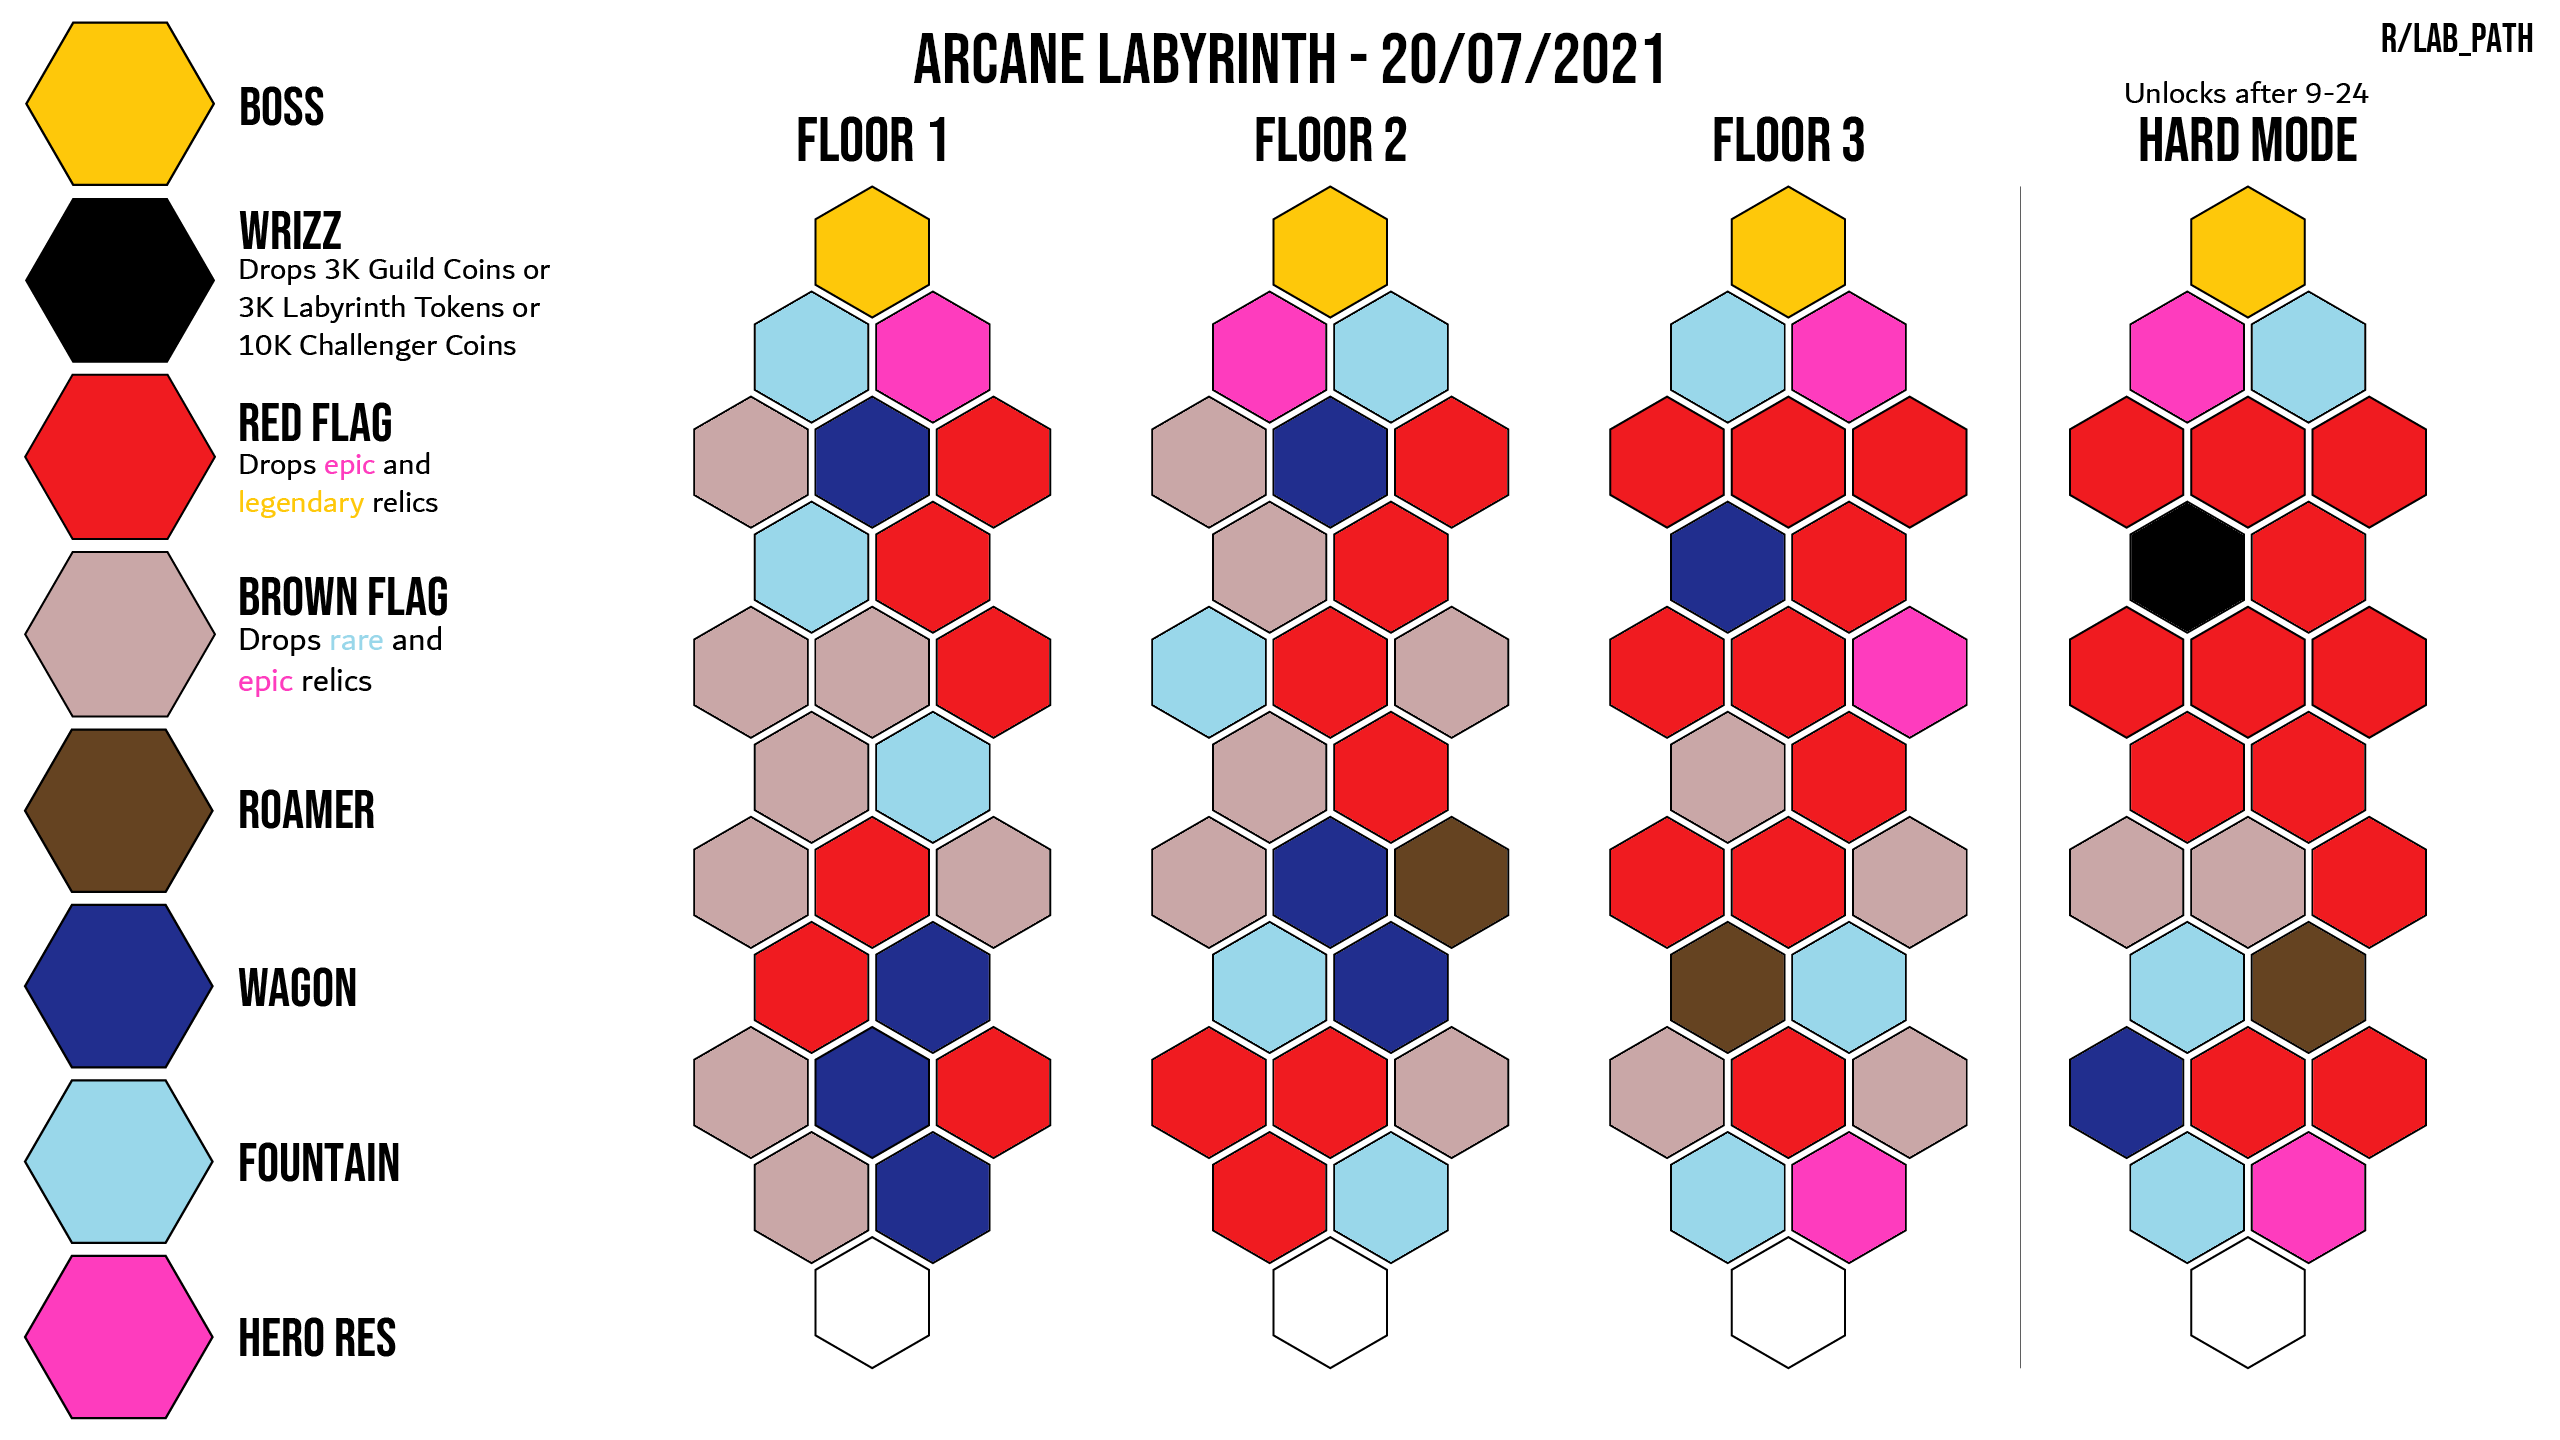 ARCANE LABYRINTH - 20/07/2021
R/LAB_PATH
BOSS
WRIZZ
Drops 3K Guild Coins or
3K Labyrinth Tokens or
10K Challenger Coins
RED FLAG
Drops epic and
legendary relics
BROWN FLAG
Drops rare and
epic relics
ROAMER
WAGON
FOUNTAIN
HERO RES
FLOOR 1
FLOOR 2
FLOOR 3
Unlocks after 9-24
HARD MODE